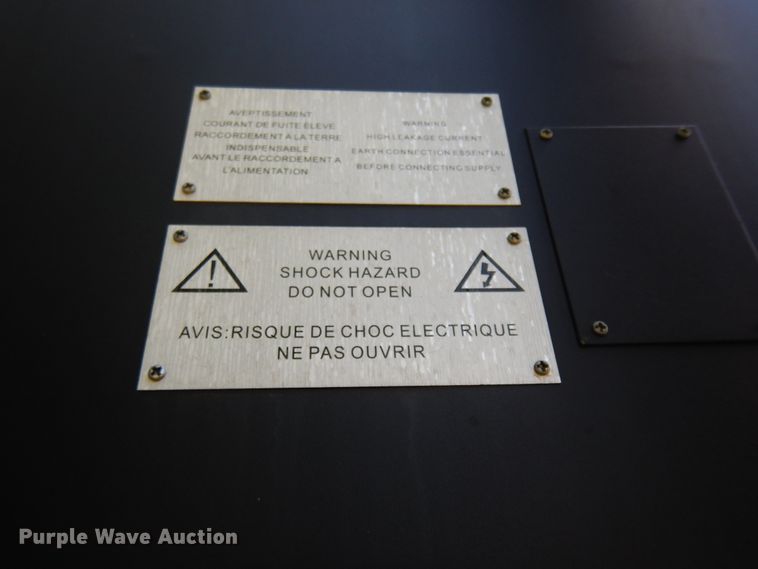 AVEPTISSEMENT
COURANT DE FUITE ELEVE
RACCORDEMENT A LA TERRE
INDISPENSABLE
AVANT LE RACCORDEMENT A
L'ALIMENTATION
WARNING
HIGH LEAKAGE CURRENT
EARTH CONNECTION ESSENTIAL
BEFORE CONNECTING SUPPLY
WARNING
SHOCK HAZARD
DO NOT OPEN
AVIS:RISQUE DE CHOC ELECTRIQUE
NE PAS OUVRIR
Purple Wave Auction